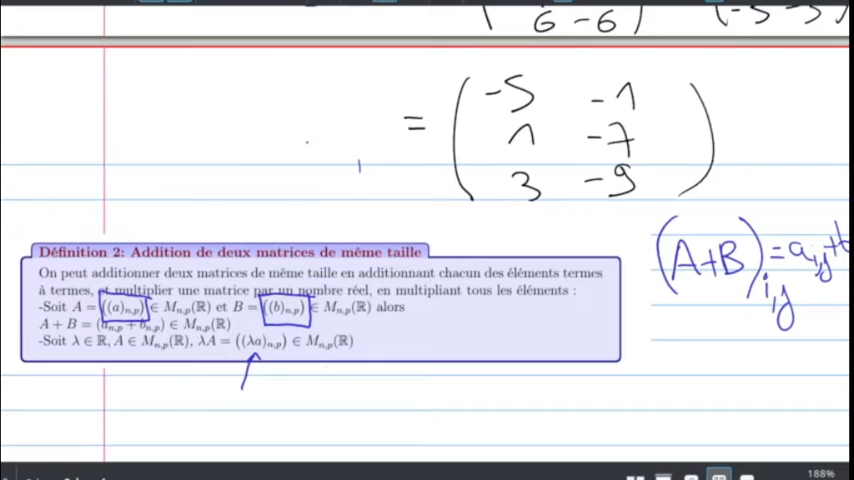 6 - 6
= ( -5 -1
1 -7
3 -9 )
(A+B)i,j = ai,j + b
Définition 2: Addition de deux matrices de même taille
On peut additionner deux matrices de même taille en additionnant chacun des éléments termes
à termes, et multiplier une matrice par un nombre réel, en multipliant tous les éléments :
-Soit A = ((a)n,p) ∈ Mn,p(ℝ) et B = ((b)n,p) ∈ Mn,p(ℝ) alors
A + B = (an,p + bn,p) ∈ Mn,p(ℝ)
-Soit λ ∈ ℝ, A ∈ Mn,p(ℝ), λA = ((λa)n,p) ∈ Mn,p(ℝ)
188%